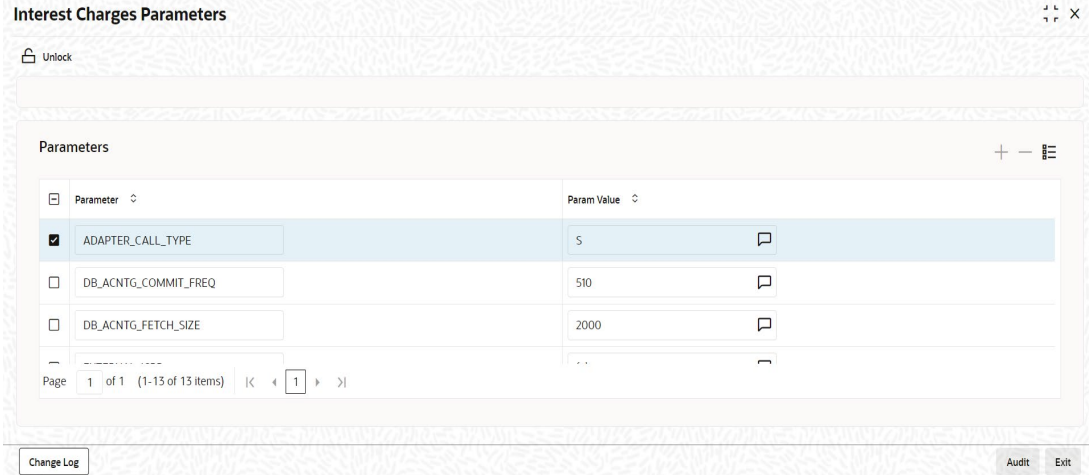 Interest Charges Parameters
Unlock
Parameters
Parameter Param Value
ADAPTER_CALL_TYPE S
DB_ACNTG_COMMIT_FREQ 510
DB_ACNTG_FETCH_SIZE 2000
Page 1 of 1 (1-13 of 13 items) 1
Change Log Audit Exit